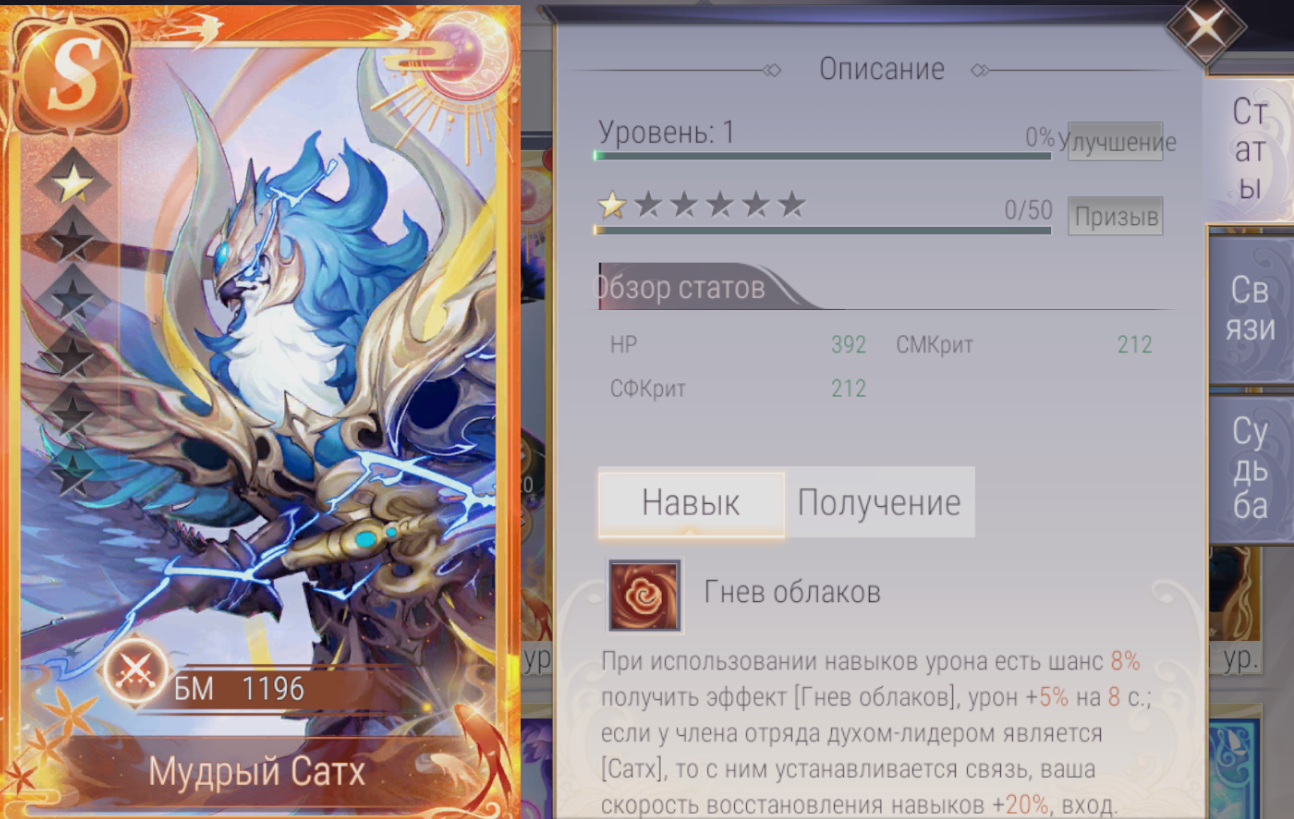 S
БМ 1196
Мудрый Сатх
Описание
Уровень: 1
0%
Улучшение
0/50
Призыв
Обзор статов
HP 392 СМКрит 212
СФКрит 212
Навык
Получение
Гнев облаков
При использовании навыков урона есть шанс 8%
получить эффект [Гнев облаков], урон +5% на 8 с.;
если у члена отряда духом-лидером является
[Сатх], то с ним устанавливается связь, ваша
скорость восстановления навыков +20%, вход.
Ст
ат
ы
Св
язи
Су
дь
ба
ур
ур.